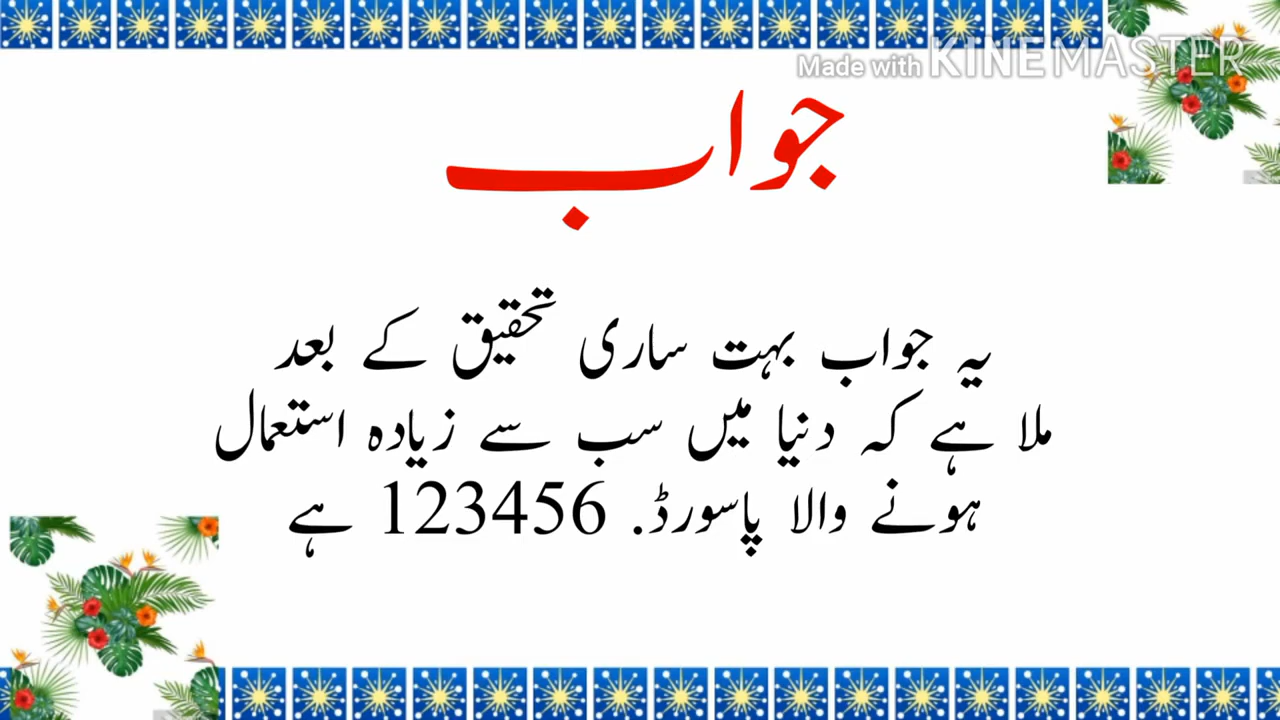 Made with KINEMASTER
جواب
یہ جواب بہت ساری تحقیق کے بعد
ملا ہے کہ دنیا میں سب سے زیادہ استعمال
ہونے والا پاسورڈ. 123456 ہے